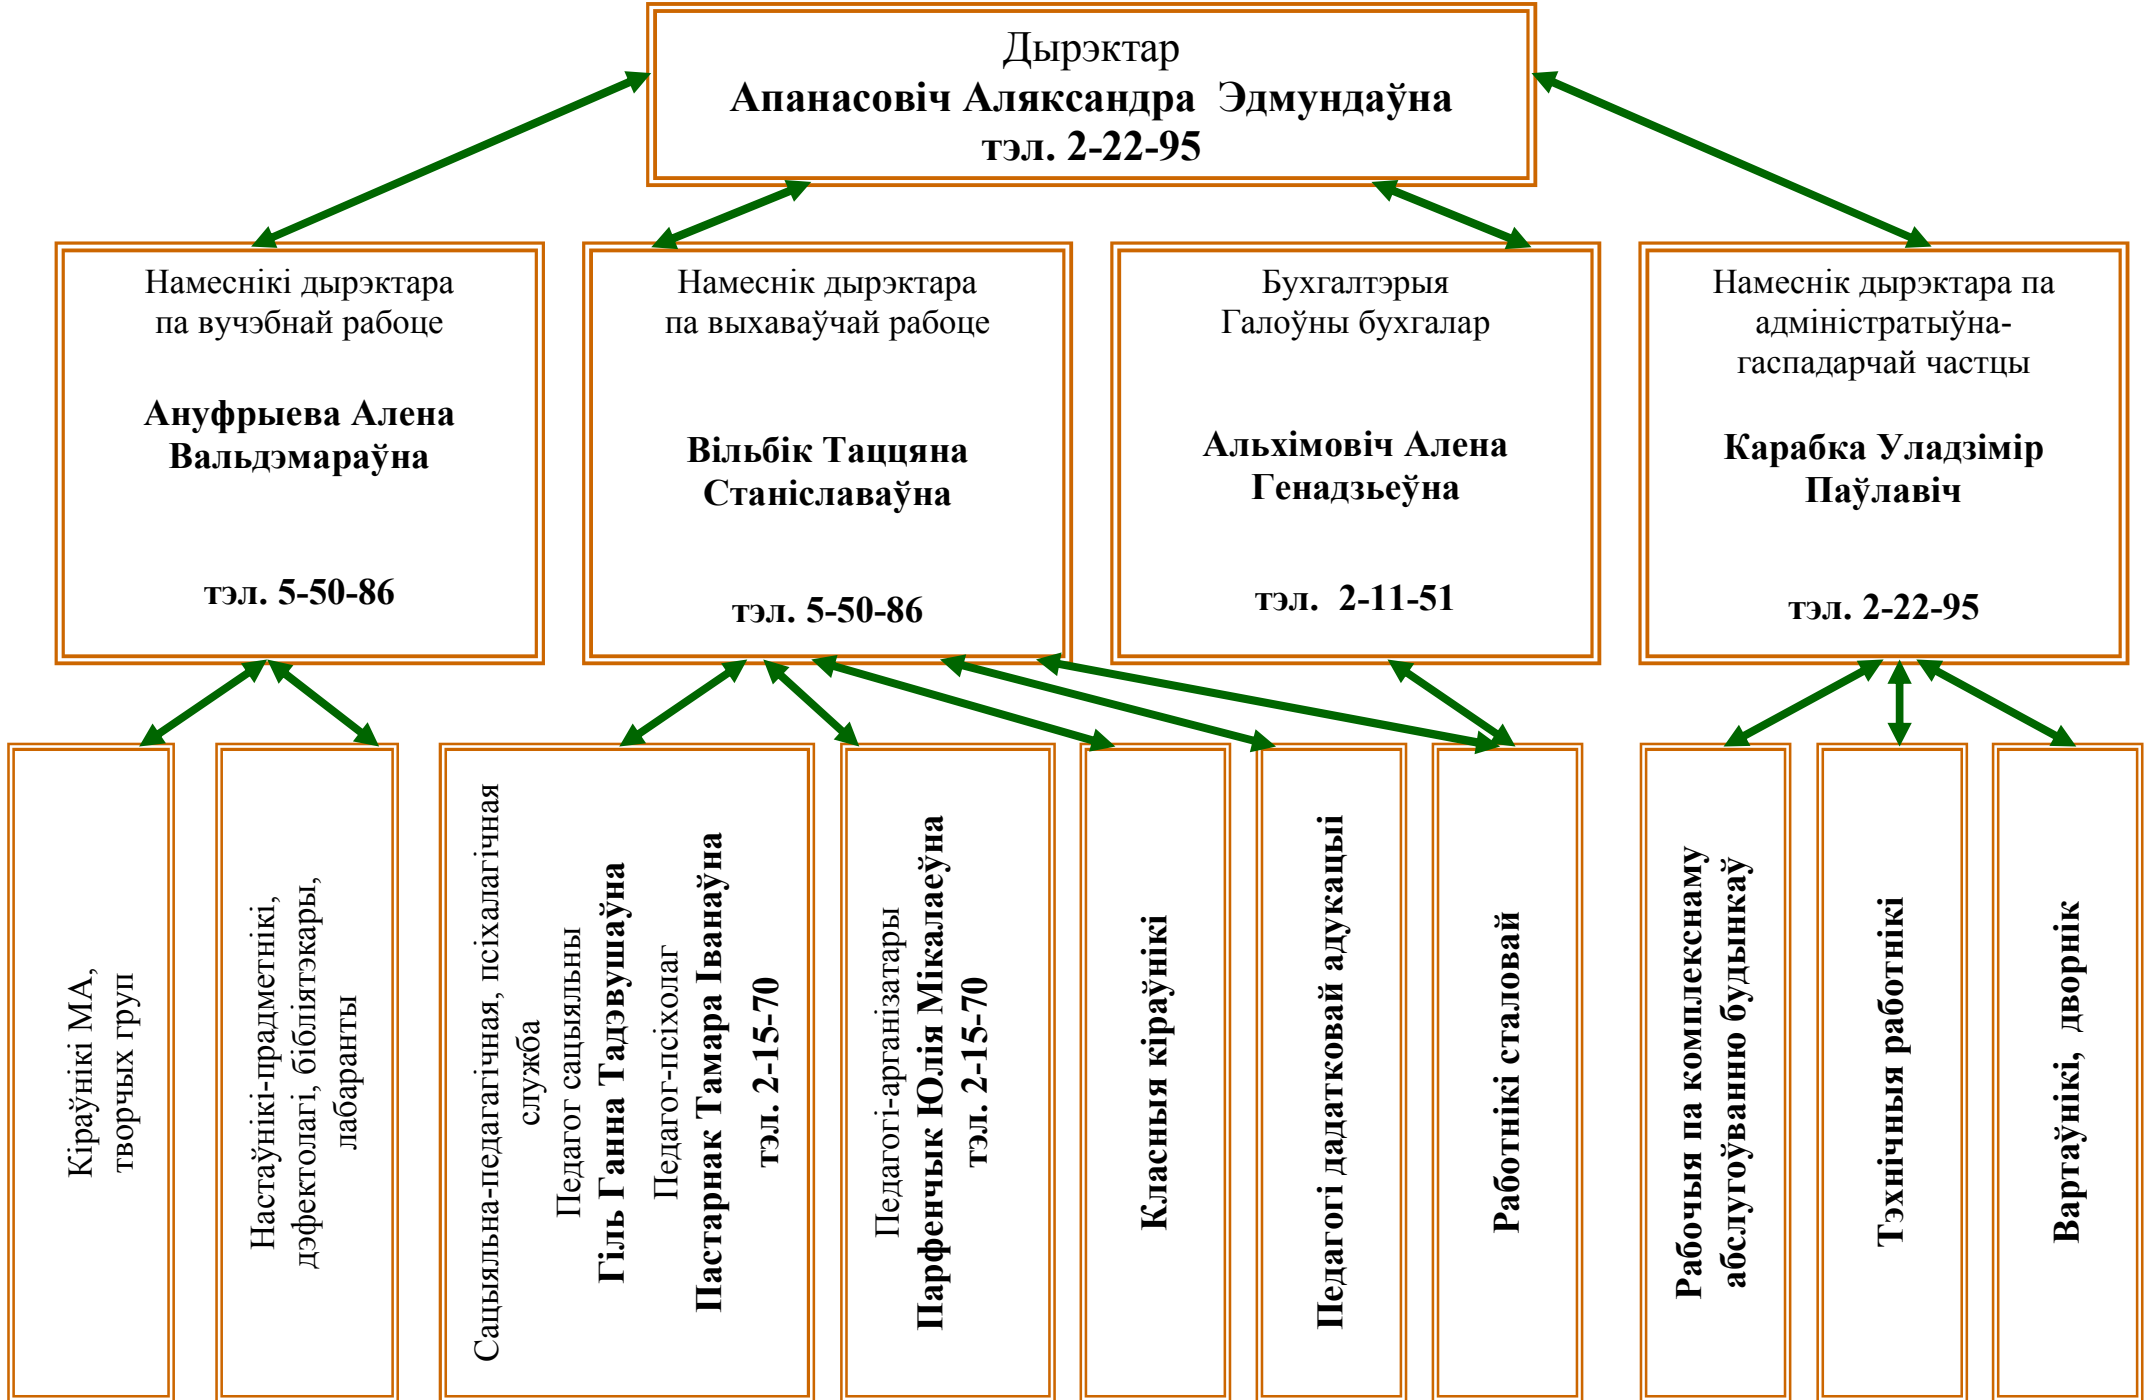 Дырэктар
Апанасовіч Аляксандра Эдмундаўна
тэл. 2-22-95
Намеснікі дырэктара
па вучэбнай рабоце
Ануфрыева Алена
Вальдэмараўна
тэл. 5-50-86
Намеснік дырэктара
па выхаваўчай рабоце
Вільбік Таццяна
Станіславаўна
тэл. 5-50-86
Бухгалтэрыя
Галоўны бухгалар
Альхімовіч Алена
Генадзьеўна
тэл. 2-11-51
Намеснік дырэктара па
адміністратыўна-
гаспадарчай частцы
Карабка Уладзімір
Паўлавіч
тэл. 2-22-95
Кіраўнікі МА,
творчых груп
Настаўнікі-прадметнікі,
дэфектолагі, бібліятэкары,
лабаранты
Сацыяльна-педагагічная, псіхалагічная
служба
Педагог сацыяльны
Гіль Ганна Тадэвушаўна
Педагог-псіхолаг
Пастарнак Тамара Іванаўна
тэл. 2-15-70
Педагогі-арганізатары
Парфенчык Юлія Мікалаеўна
тэл. 2-15-70
Класныя кіраўнікі
Педагогі дадатковай адукацыі
Работнікі сталовай
Рабочыя па комплекснаму
абслугоўванню будынкаў
Тэхнічныя работнікі
Вартаўнікі, дворнік